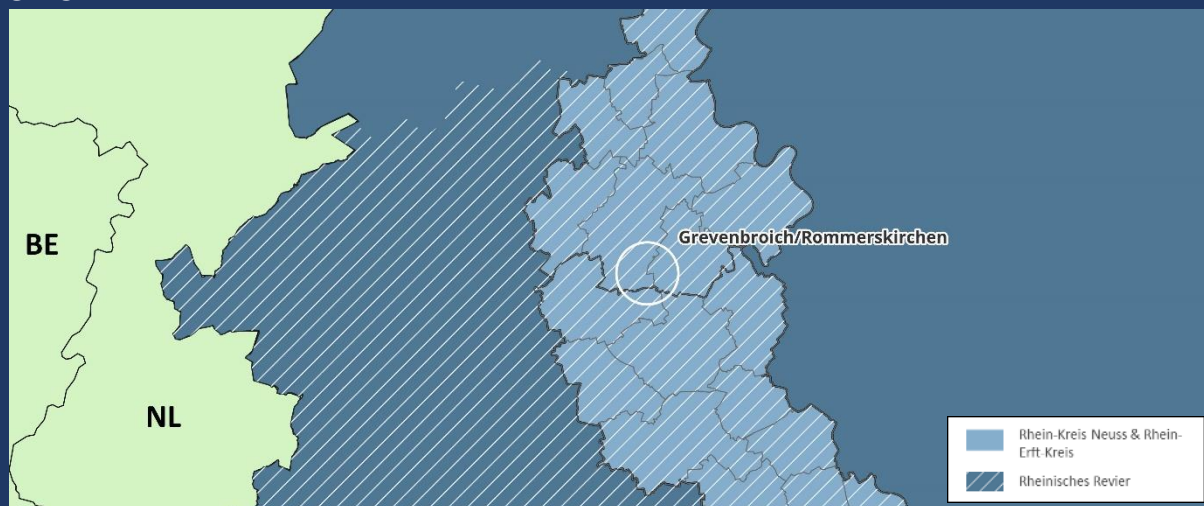 Grevenbroich/Rommerskirchen
BE
NL
Rhein-Kreis Neuss & Rhein-
Erft-Kreis
Rheinisches Revier